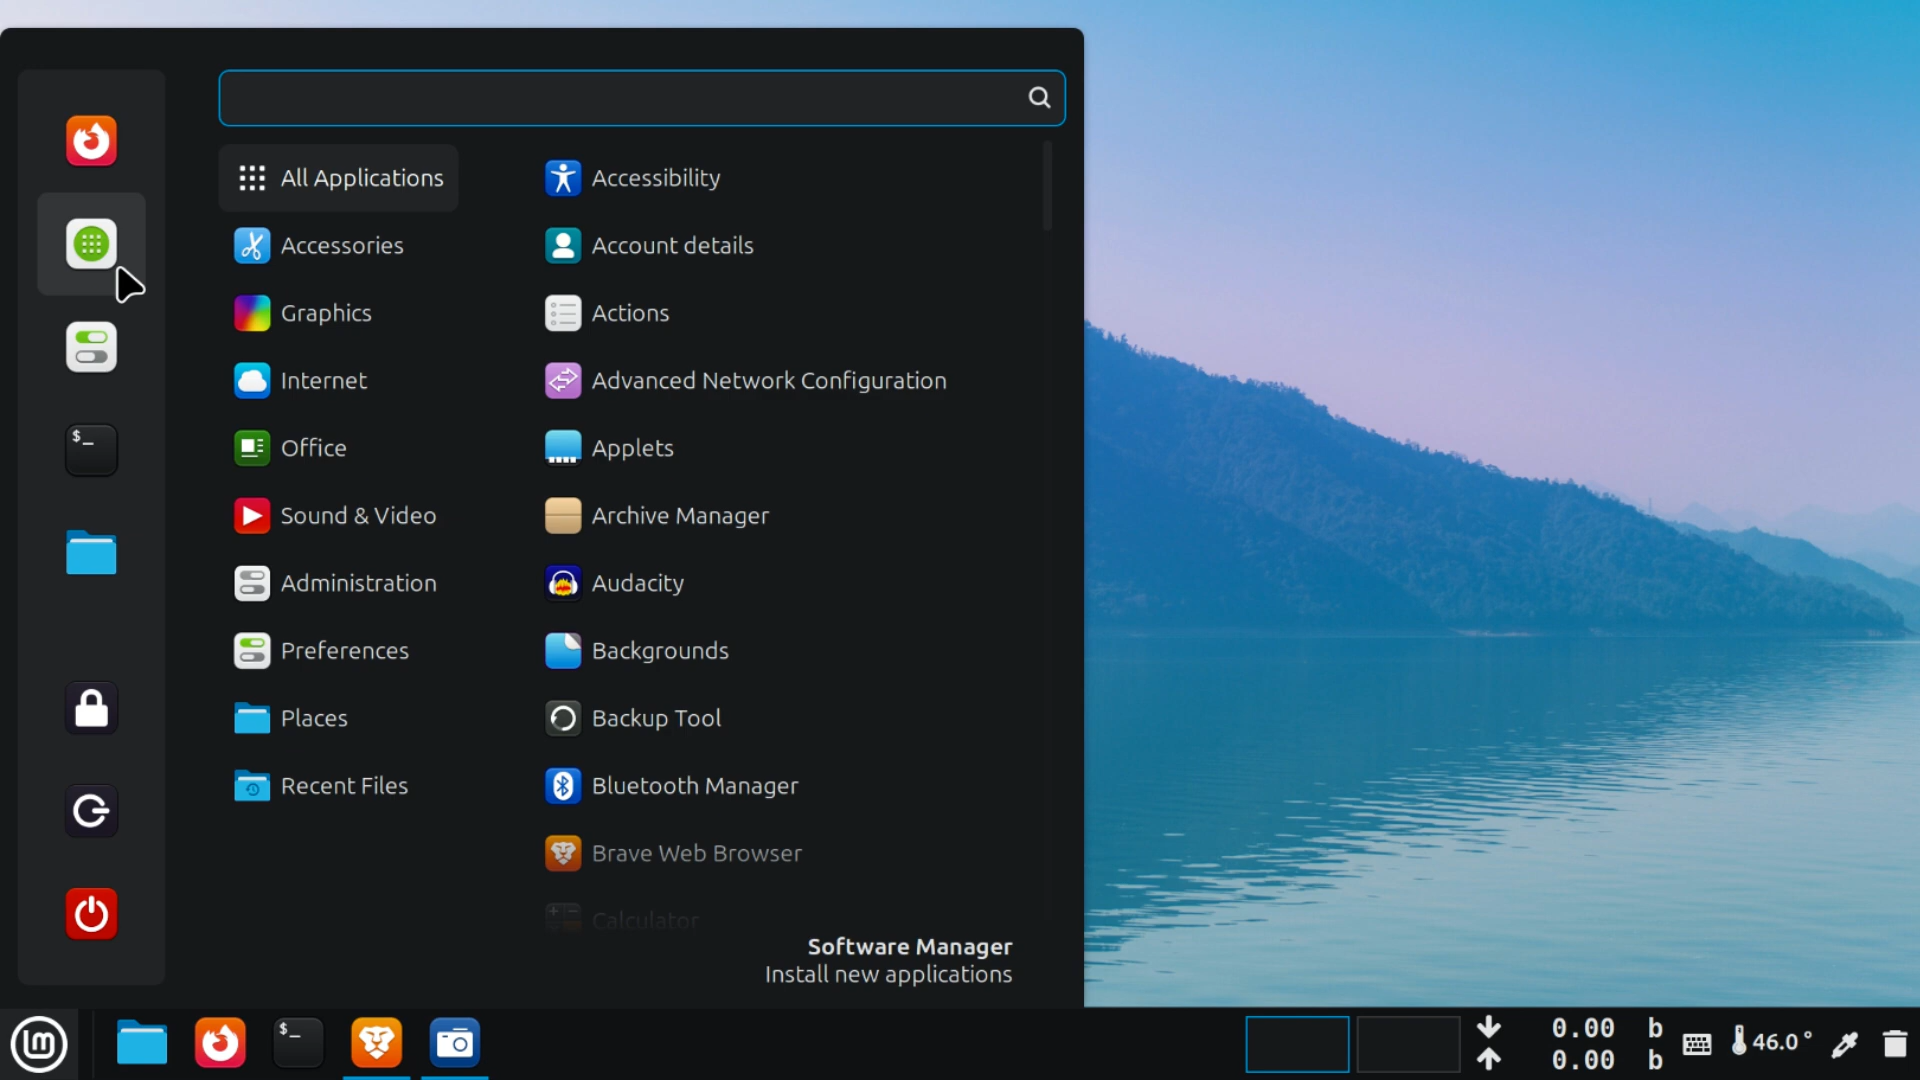 All Applications
Accessories
Graphics
Internet
Office
Sound & Video
Administration
Preferences
Places
Recent Files
Accessibility
Account details
Actions
Advanced Network Configuration
Applets
Archive Manager
Audacity
Backgrounds
Backup Tool
Bluetooth Manager
Brave Web Browser
Calculator
Software Manager
Install new applications
$_
lm
$_
0.00 b
0.00 b
46.0°